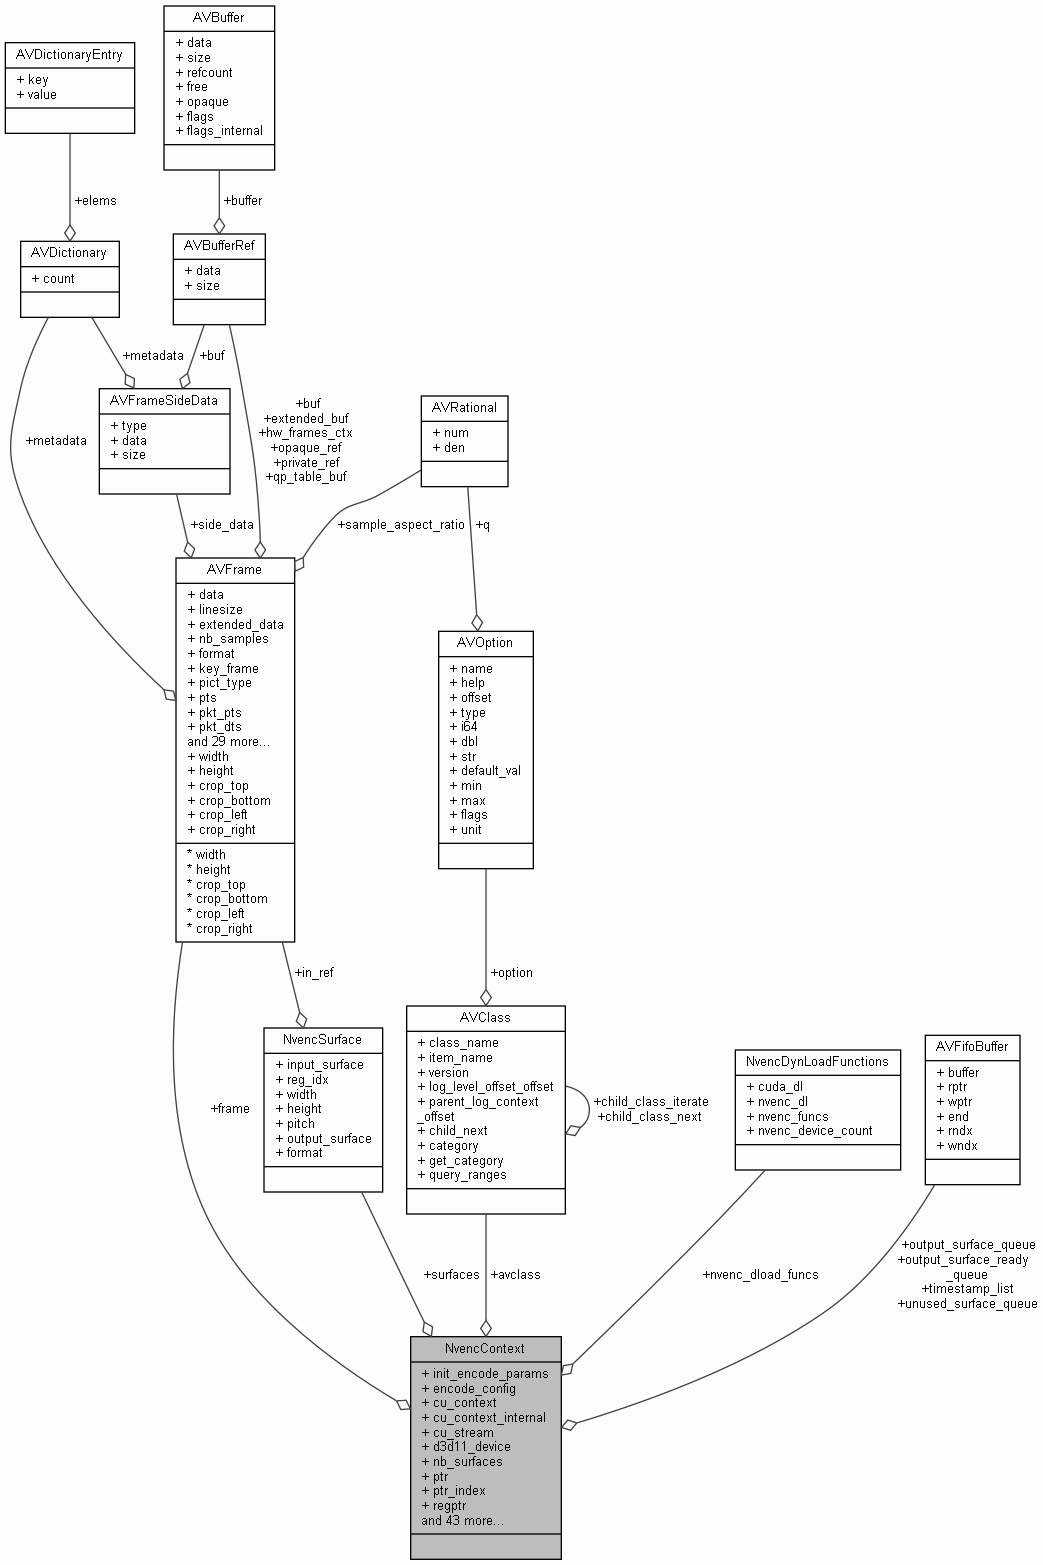 AVBuffer
+ data
+ size
+ refcount
+ free
+ opaque
+ flags
+ flags_internal
AVDictionaryEntry
+ key
+ value
+elems
+buffer
AVDictionary
+ count
AVBufferRef
+ data
+ size
+metadata
+buf
AVFrameSideData
+ type
+ data
+ size
+metadata
+buf
+extended_buf
+hw_frames_ctx
+opaque_ref
+private_ref
+qp_table_buf
AVRational
+ num
+ den
+side_data
+sample_aspect_ratio
+q
AVFrame
+ data
+ linesize
+ extended_data
+ nb_samples
+ format
+ key_frame
+ pict_type
+ pts
+ pkt_pts
+ pkt_dts
and 29 more...
+ width
+ height
+ crop_top
+ crop_bottom
+ crop_left
+ crop_right
* width
* height
* crop_top
* crop_bottom
* crop_left
* crop_right
AVOption
+ name
+ help
+ offset
+ type
+ i64
+ dbl
+ str
+ default_val
+ min
+ max
+ flags
+ unit
+in_ref
+option
NvencSurface
+ input_surface
+ reg_idx
+ width
+ height
+ pitch
+ output_surface
+ format
AVClass
+ class_name
+ item_name
+ version
+ log_level_offset_offset
+ parent_log_context
_offset
+ child_next
+ category
+ get_category
+ query_ranges
+child_class_iterate
+child_class_next
NvencDynLoadFunctions
+ cuda_dl
+ nvenc_dl
+ nvenc_funcs
+ nvenc_device_count
AVFifoBuffer
+ buffer
+ rptr
+ wptr
+ end
+ rndx
+ wndx
+frame
+surfaces
+avclass
+nvenc_dload_funcs
+output_surface_queue
+output_surface_ready
_queue
+timestamp_list
+unused_surface_queue
NvencContext
+ init_encode_params
+ encode_config
+ cu_context
+ cu_context_internal
+ cu_stream
+ d3d11_device
+ nb_surfaces
+ ptr
+ ptr_index
+ regptr
and 43 more...